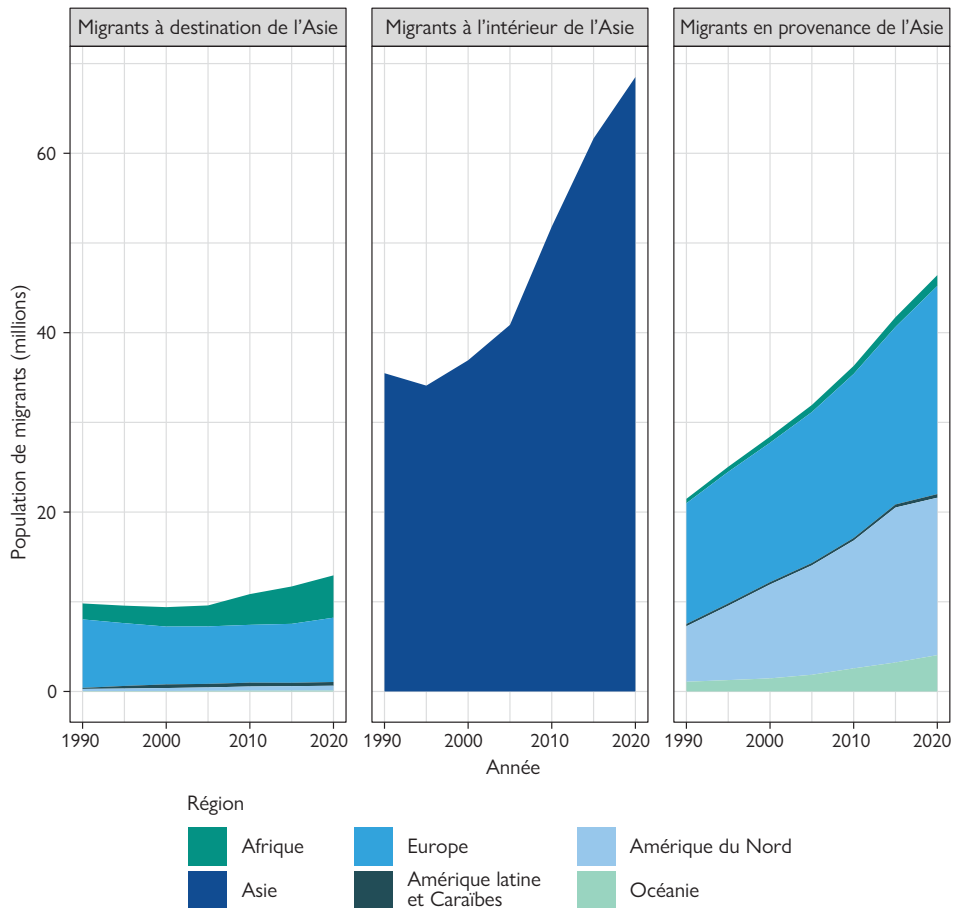 Migrants à destination de l’Asie
Migrants à l’intérieur de l’Asie
Migrants en provenance de l’Asie
Population de migrants (millions)
60
40
20
0
1990 2000 2010 2020
1990 2000 2010 2020
1990 2000 2010 2020
Année
Région
Afrique
Europe
Amérique du Nord
Asie
Amérique latine
et Caraïbes
Océanie